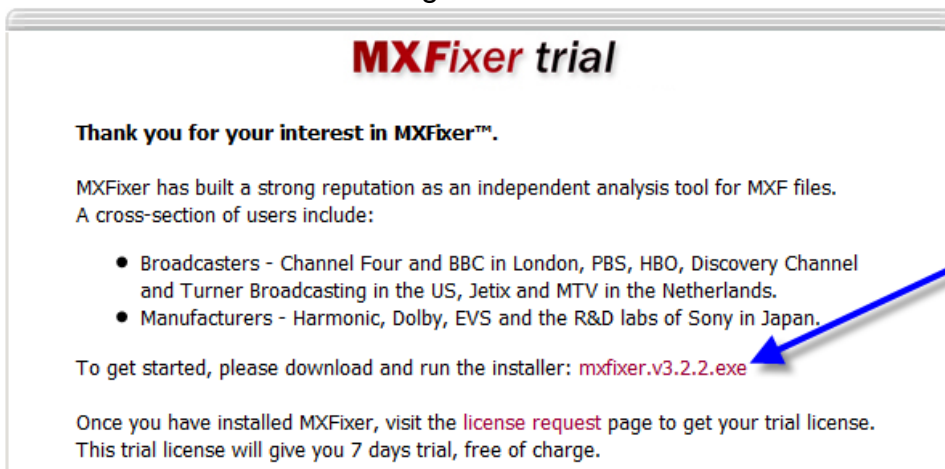 MXFixer trial
Thank you for your interest in MXFixer™.
MXFixer has built a strong reputation as an independent analysis tool for MXF files.
A cross-section of users include:
● Broadcasters - Channel Four and BBC in London, PBS, HBO, Discovery Channel
and Turner Broadcasting in the US, Jetix and MTV in the Netherlands.
● Manufacturers - Harmonic, Dolby, EVS and the R&D labs of Sony in Japan.
To get started, please download and run the installer: mxfixer.v3.2.2.exe
Once you have installed MXFixer, visit the license request page to get your trial license.
This trial license will give you 7 days trial, free of charge.